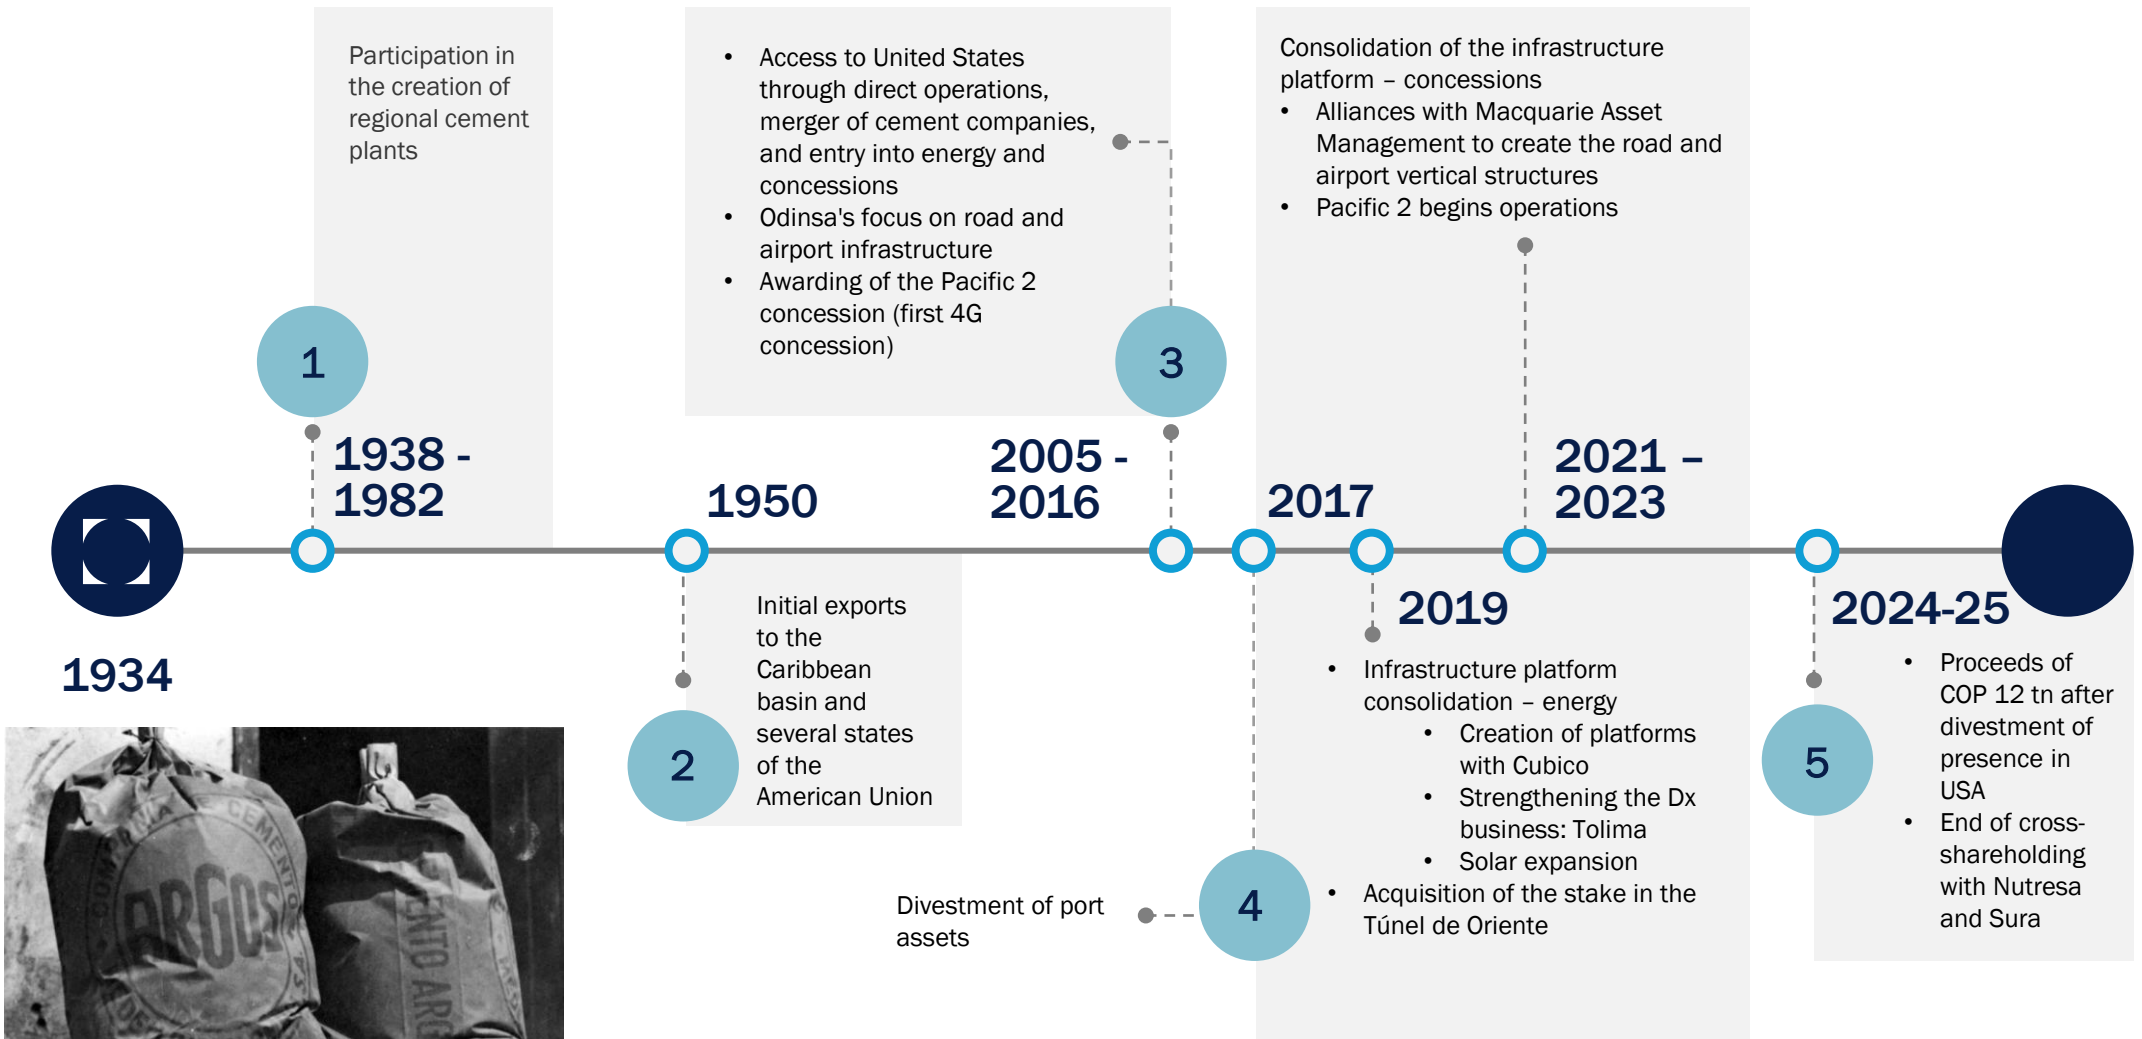 Participation in
the creation of
regional cement
plants
1
1938 -
1982
1934
COMPAÑIA CEMENTOS
ARGOS
CEMENTO ARG
1950
Initial exports
to the
Caribbean
basin and
several states
of the
American Union
2
• Access to United States
through direct operations,
merger of cement companies,
and entry into energy and
concessions
• Odinsa's focus on road and
airport infrastructure
• Awarding of the Pacific 2
concession (first 4G
concession)
3
2005 -
2016
2017
Divestment of port
assets
4
2019
• Infrastructure platform
consolidation – energy
• Creation of platforms
with Cubico
• Strengthening the Dx
business: Tolima
• Solar expansion
• Acquisition of the stake in the
Túnel de Oriente
Consolidation of the infrastructure
platform – concessions
• Alliances with Macquarie Asset
Management to create the road and
airport vertical structures
• Pacific 2 begins operations
2021 –
2023
2024-25
5
• Proceeds of
COP 12 tn after
divestment of
presence in
USA
• End of cross-
shareholding
with Nutresa
and Sura